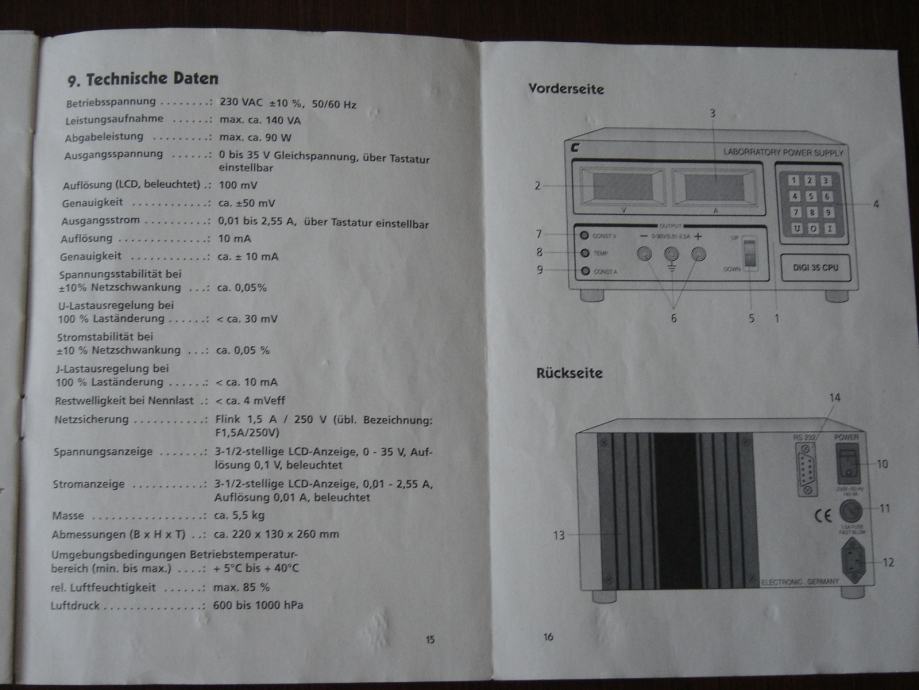 9. Technische Daten
Betriebsspannung ........: 230 VAC ±10 %, 50/60 Hz
Leistungsaufnahme ......: max. ca. 140 VA
Abgabeleistung ........: max. ca. 90 W
Ausgangsspannung ......: 0 bis 35 V Gleichspannung, über Tastatur
einstellbar
Auflösung (LCD, beleuchtet) .: 100 mV
Genauigkeit ............: ca. ±50 mV
Ausgangsstrom ..........: 0,01 bis 2,55 A, über Tastatur einstellbar
Auflösung .............: 10 mA
Genauigkeit ............: ca. ± 10 mA
Spannungsstabilität bei
±10% Netzschwankung ...: ca. 0,05%
U-Lastausregelung bei
100 % Laständerung ......: < ca. 30 mV
Stromstabilität bei
±10 % Netzschwankung ...: ca. 0,05 %
J-Lastausregelung bei
100 % Laständerung ......: < ca. 10 mA
Restwelligkeit bei Nennlast .: < ca. 4 mVeff
Netzsicherung ...........: Flink 1,5 A / 250 V (übl. Bezeichnung:
F1,5A/250V)
Spannungsanzeige .......: 3-1/2-stellige LCD-Anzeige, 0 - 35 V, Auf-
lösung 0,1 V, beleuchtet
Stromanzeige ...........: 3-1/2-stellige LCD-Anzeige, 0,01 - 2,55 A,
Auflösung 0,01 A, beleuchtet
Masse ................: ca. 5,5 kg
Abmessungen (B x H x T) ..: ca. 220 x 130 x 260 mm
Umgebungsbedingungen Betriebstemperatur-
bereich (min. bis max.) ....: + 5°C bis + 40°C
rel. Luftfeuchtigkeit ......: max. 85 %
Luftdruck ...............: 600 bis 1000 hPa
15
Vorderseite
3
C
LABORRATORY POWER SUPPLY
2
V
A
1 2 3
4 5 6
7 8 9
U 0 I
4
OUTPUT
7
CONST V
UP
8
TEMP
9
CONST A
DOWN
DIGI 35 CPU
6
5
1
Rückseite
14
RS 232
POWER
10
CE
11
FAST BLOW
13
12
ELECTRONIC . GERMANY
16